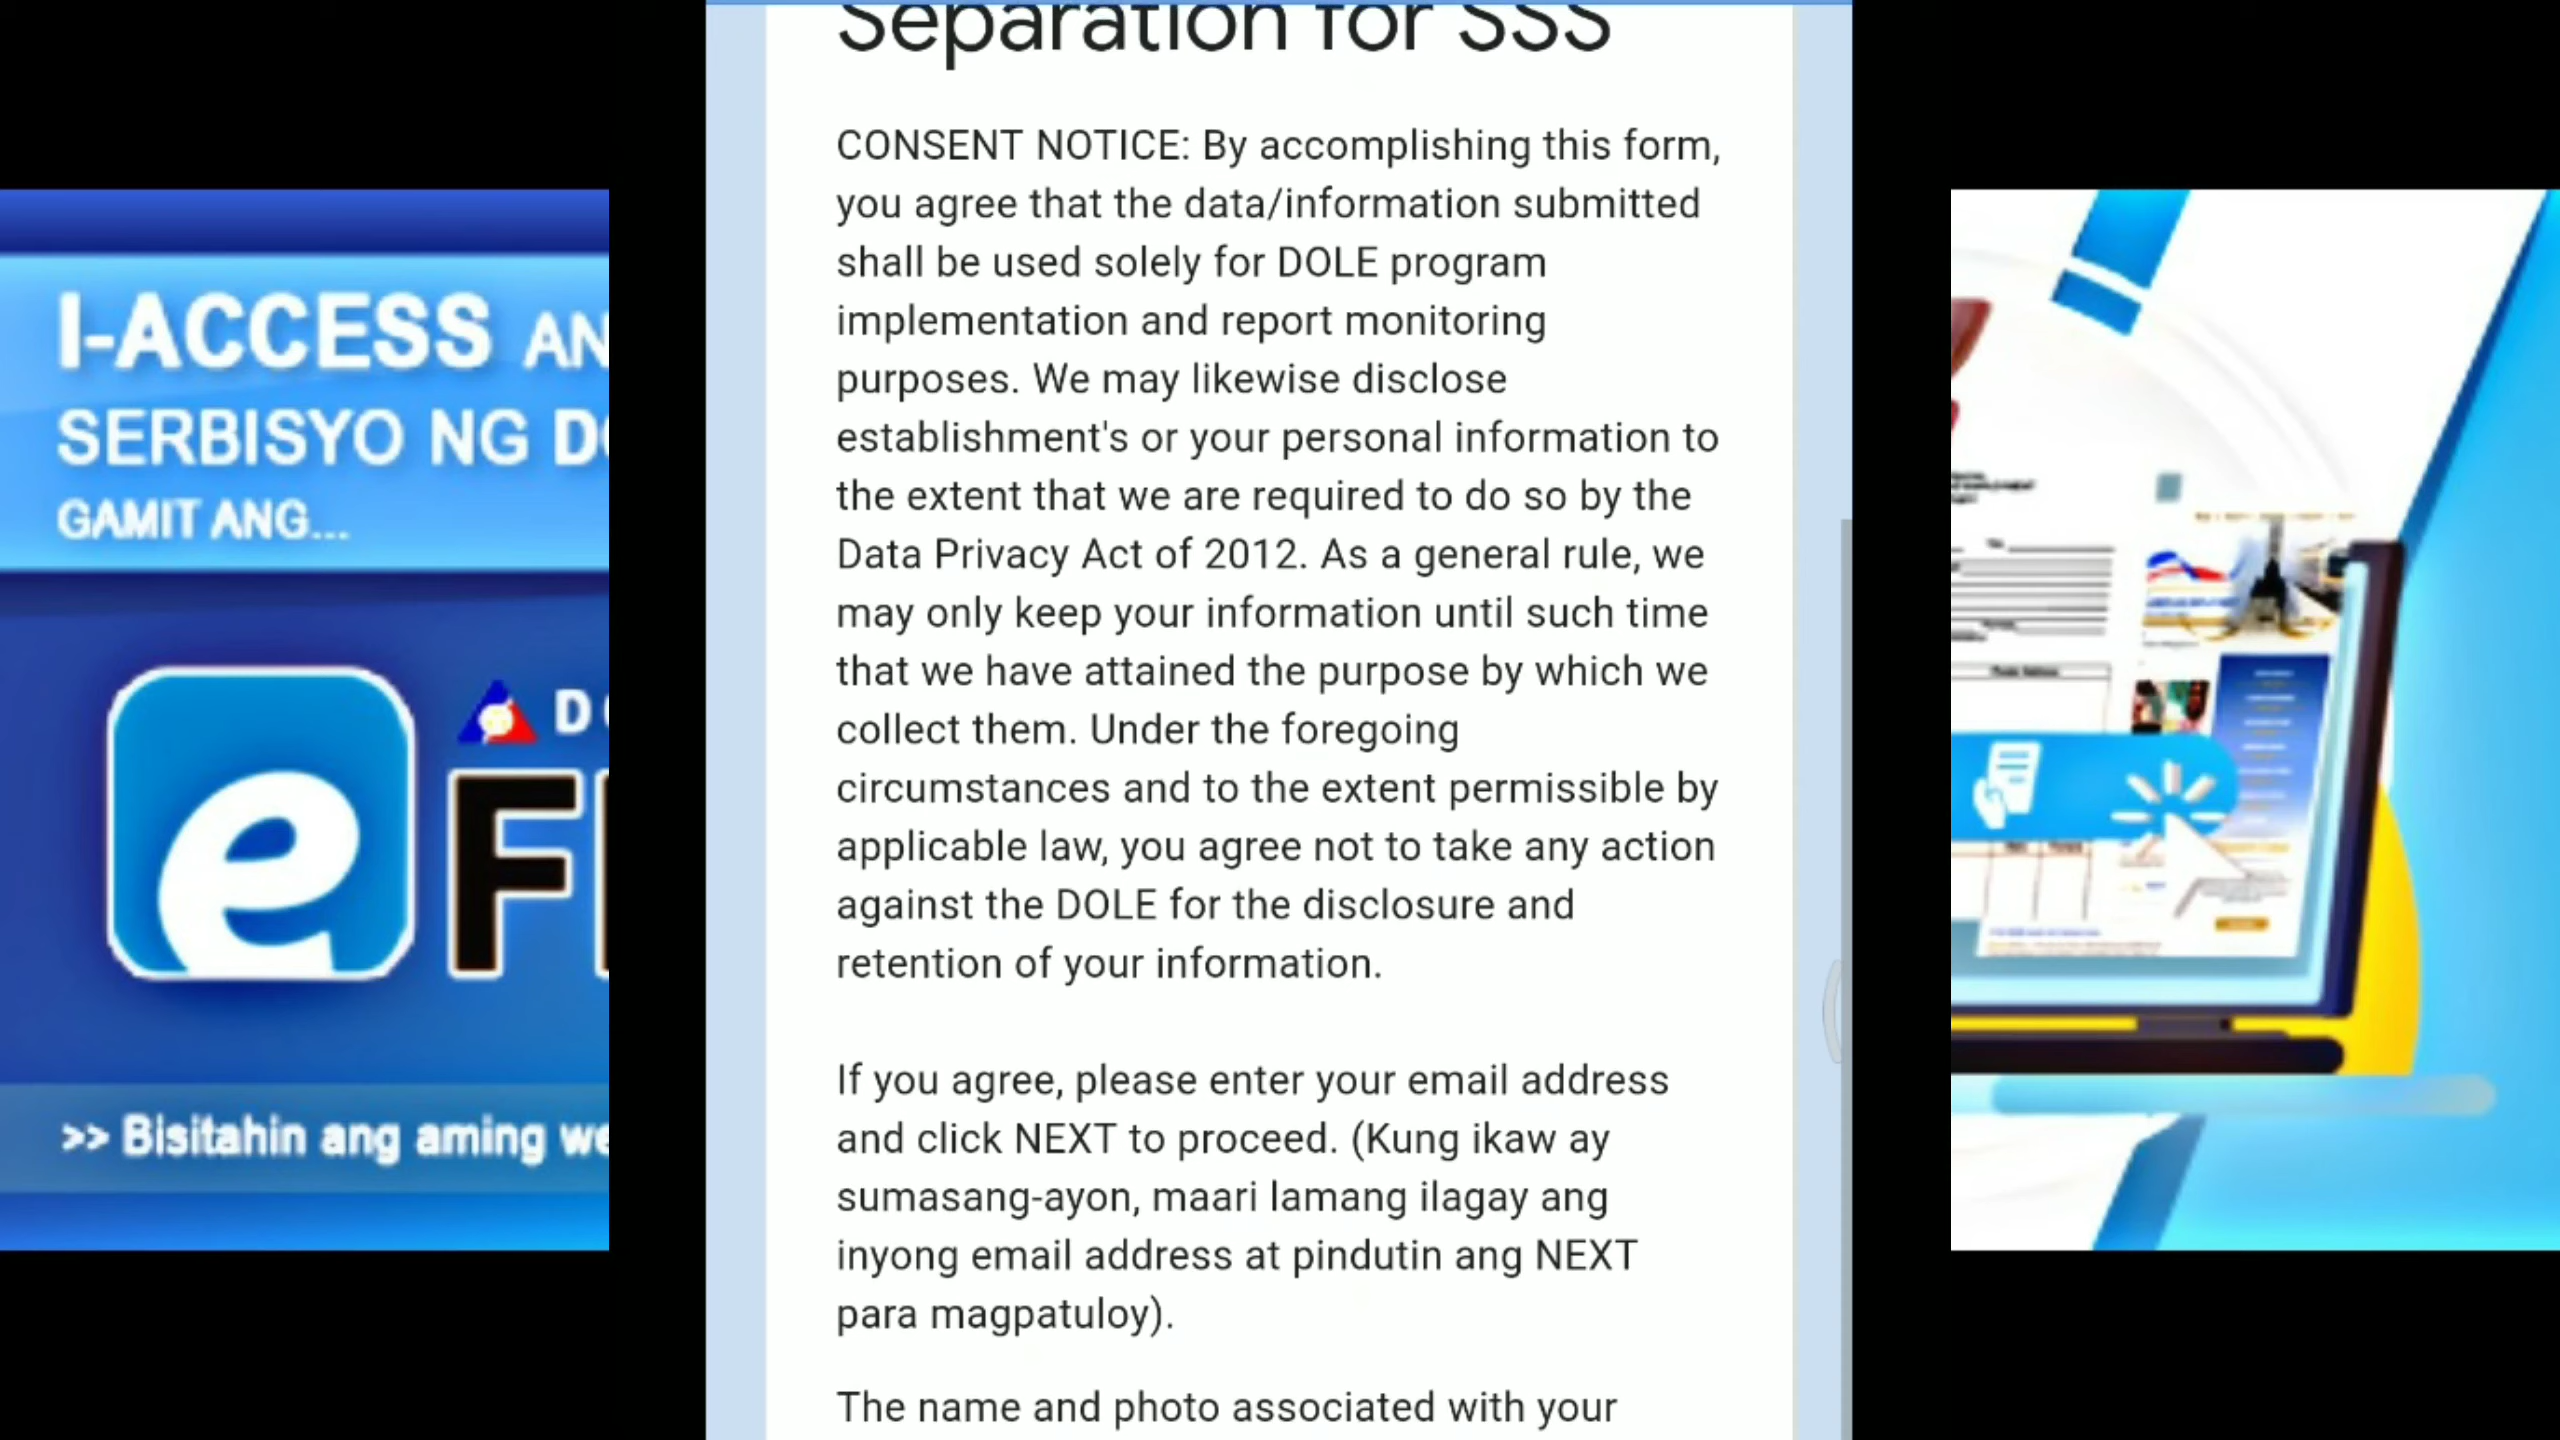 Separation for SSS
CONSENT NOTICE: By accomplishing this form,
you agree that the data/information submitted
shall be used solely for DOLE program
implementation and report monitoring
purposes. We may likewise disclose
establishment's or your personal information to
the extent that we are required to do so by the
Data Privacy Act of 2012. As a general rule, we
may only keep your information until such time
that we have attained the purpose by which we
collect them. Under the foregoing
circumstances and to the extent permissible by
applicable law, you agree not to take any action
against the DOLE for the disclosure and
retention of your information.
If you agree, please enter your email address
and click NEXT to proceed. (Kung ikaw ay
sumasang-ayon, maari lamang ilagay ang
inyong email address at pindutin ang NEXT
para magpatuloy).
The name and photo associated with your
I-ACCESS
SERBISYO NG
GAMIT ANG...
e
>> Bisitahin ang aming